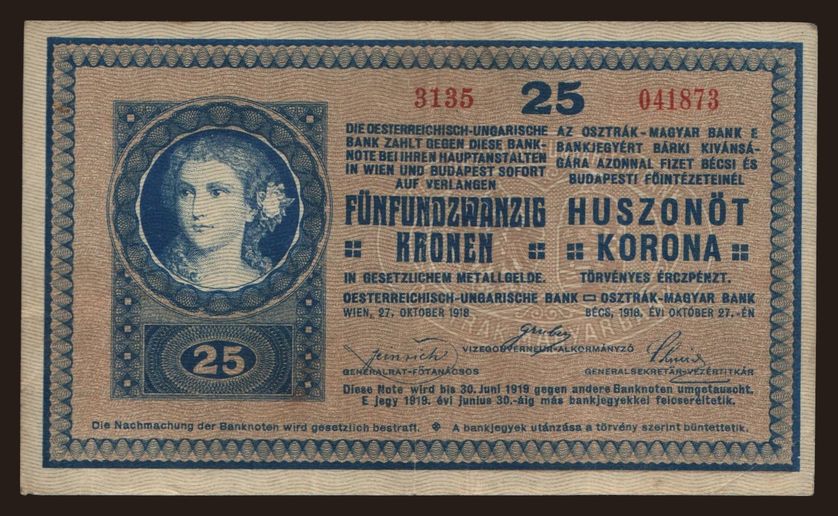 3135 25 041873
DIE OESTERREICHISCH-UNGARISCHE
BANK ZAHLT GEGEN DIESE BANK-
NOTE BEI IHREN HAUPTANSTALTEN
IN WIEN UND BUDAPEST SOFORT
AUF VERLANGEN
FÜNFUNDZWANZIG
KRONEN
IN GESETZLICHEM METALLGELDE.
OESTERREICHISCH-UNGARISCHE BANK
WIEN, 27. OKTOBER 1918
AZ OSZTRÁK-MAGYAR BANK E
BANKJEGYÉRT BÁRKI KIVÁNSÁ-
GÁRA AZONNAL FIZET BÉCSI ÉS
BUDAPESTI FŐINTÉZETEINÉL
HUSZONÖT
KORONA
TÖRVÉNYES ÉRCZPÉNZT.
OSZTRÁK-MAGYAR BANK
BÉCS, 1918. ÉVI OKTÓBER 27.-ÉN
Gruber
VIZEGOUVERNEUR-ALKORMÁNYZÓ
GENERALRAT-FŐTANÁCSOS
GENERALSEKRETÄR-VEZÉRTITKÁR
25
Diese Note wird bis 30. Juni 1919 gegen andere Banknoten umgetauscht.
E jegy 1919. évi junius 30.-áig más bankjegyekkel felcseréltetik.
Die Nachmachung der Banknoten wird gesetzlich bestraft. A bankjegyek utánzása a törvény szerint büntettetik.